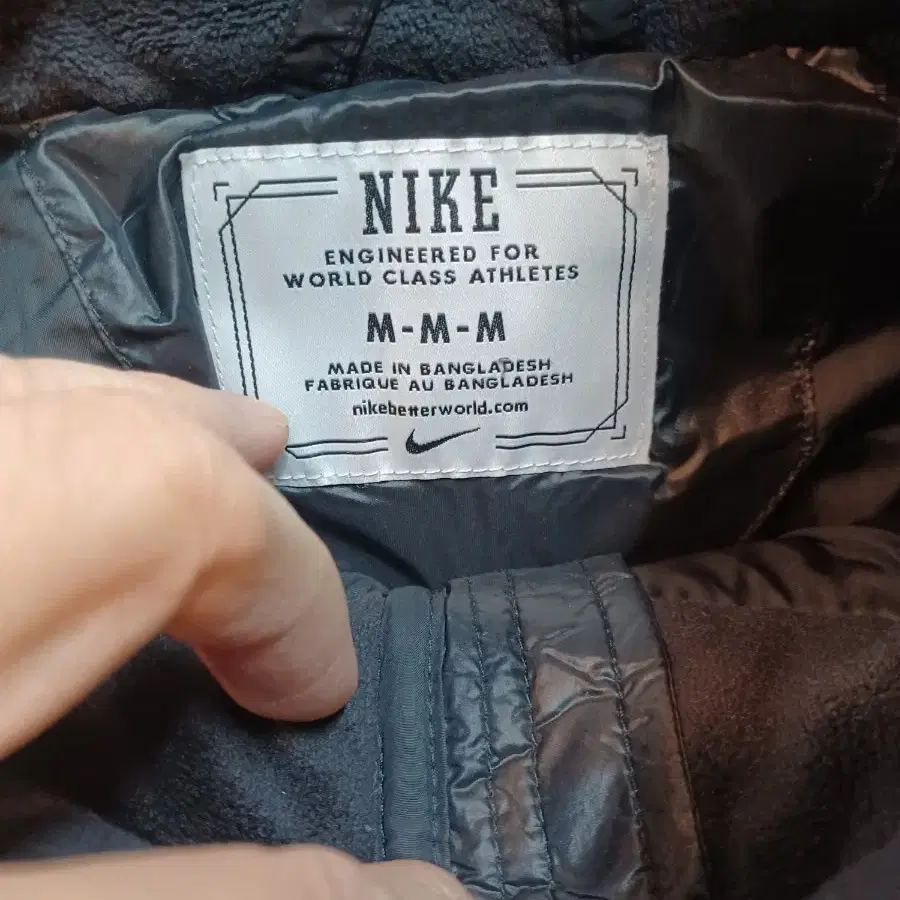 NIKE
ENGINEERED FOR
WORLD CLASS ATHLETES
M-M-M
MADE IN BANGLADESH
FABRIQUE AU BANGLADESH
nikebetterworld.com